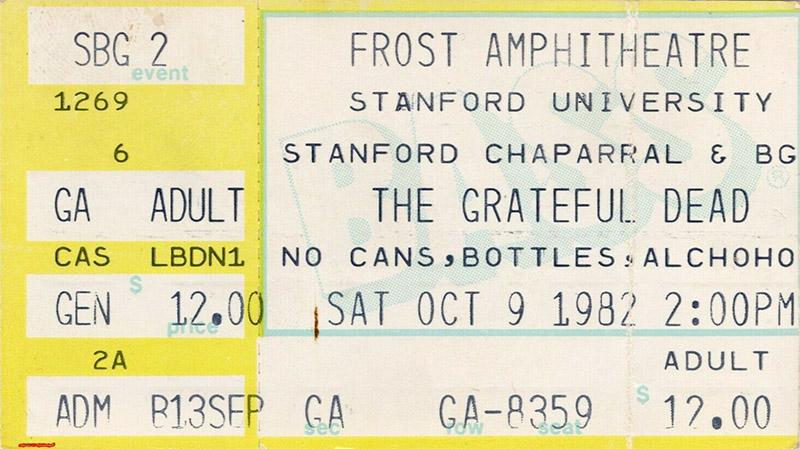 SBG 2 FROST AMPHITHEATRE
event
1269 STANFORD UNIVERSITY
6 STANFORD CHAPARRAL & BG
BASS ®
GA ADULT THE GRATEFUL DEAD
CAS LBDN1 NO CANS,BOTTLES,ALCHOHO
$
GEN 12.00 SAT OCT 9 1982 2:00PM
price
2A ADULT
$
ADM B13SEP GA GA-8359 12.00
sec row seat